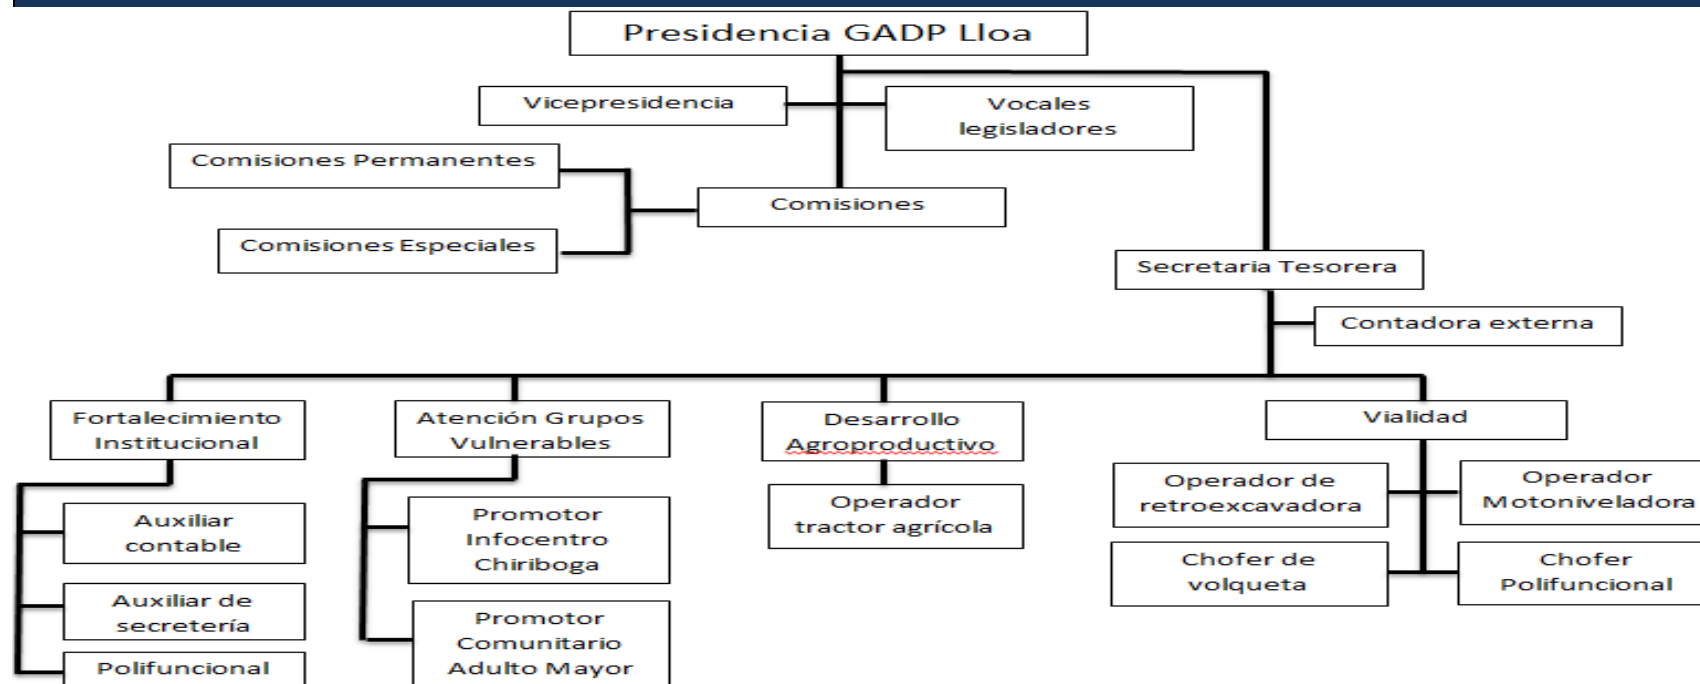 Presidencia GADP Lloa
Vicepresidencia
Vocales
legisladores
Comisiones Permanentes
Comisiones
Comisiones Especiales
Secretaria Tesorera
Contadora externa
Fortalecimiento
Institucional
Auxiliar
contable
Auxiliar de
secretería
Polifuncional
Atención Grupos
Vulnerables
Promotor
Infocentro
Chiriboga
Promotor
Comunitario
Adulto Mayor
Desarrollo
Agroproductivo
Operador
tractor agrícola
Vialidad
Operador de
retroexcavadora
Operador
Motoniveladora
Chofer de
volqueta
Chofer
Polifuncional